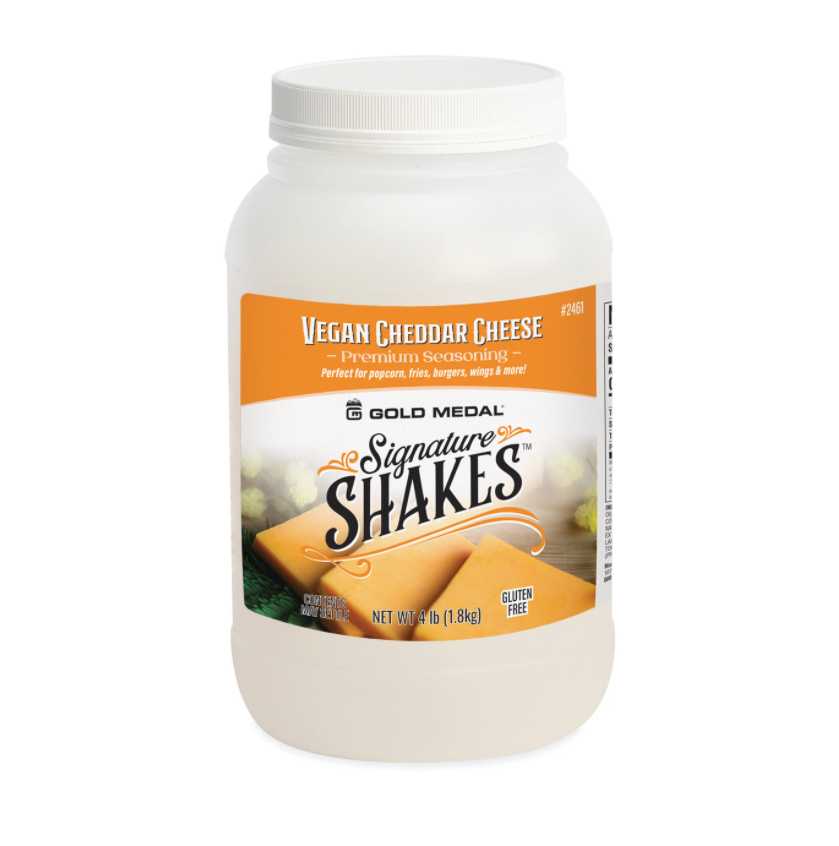 #2461
VEGAN CHEDDAR CHEESE
– Premium Seasoning –
Perfect for popcorn, fries, burgers, wings & more!
GOLD MEDAL®
Signature
SHAKES™
CONTENTS
MAY SETTLE
NET WT 4 lb (1.8kg)
GLUTEN
FREE